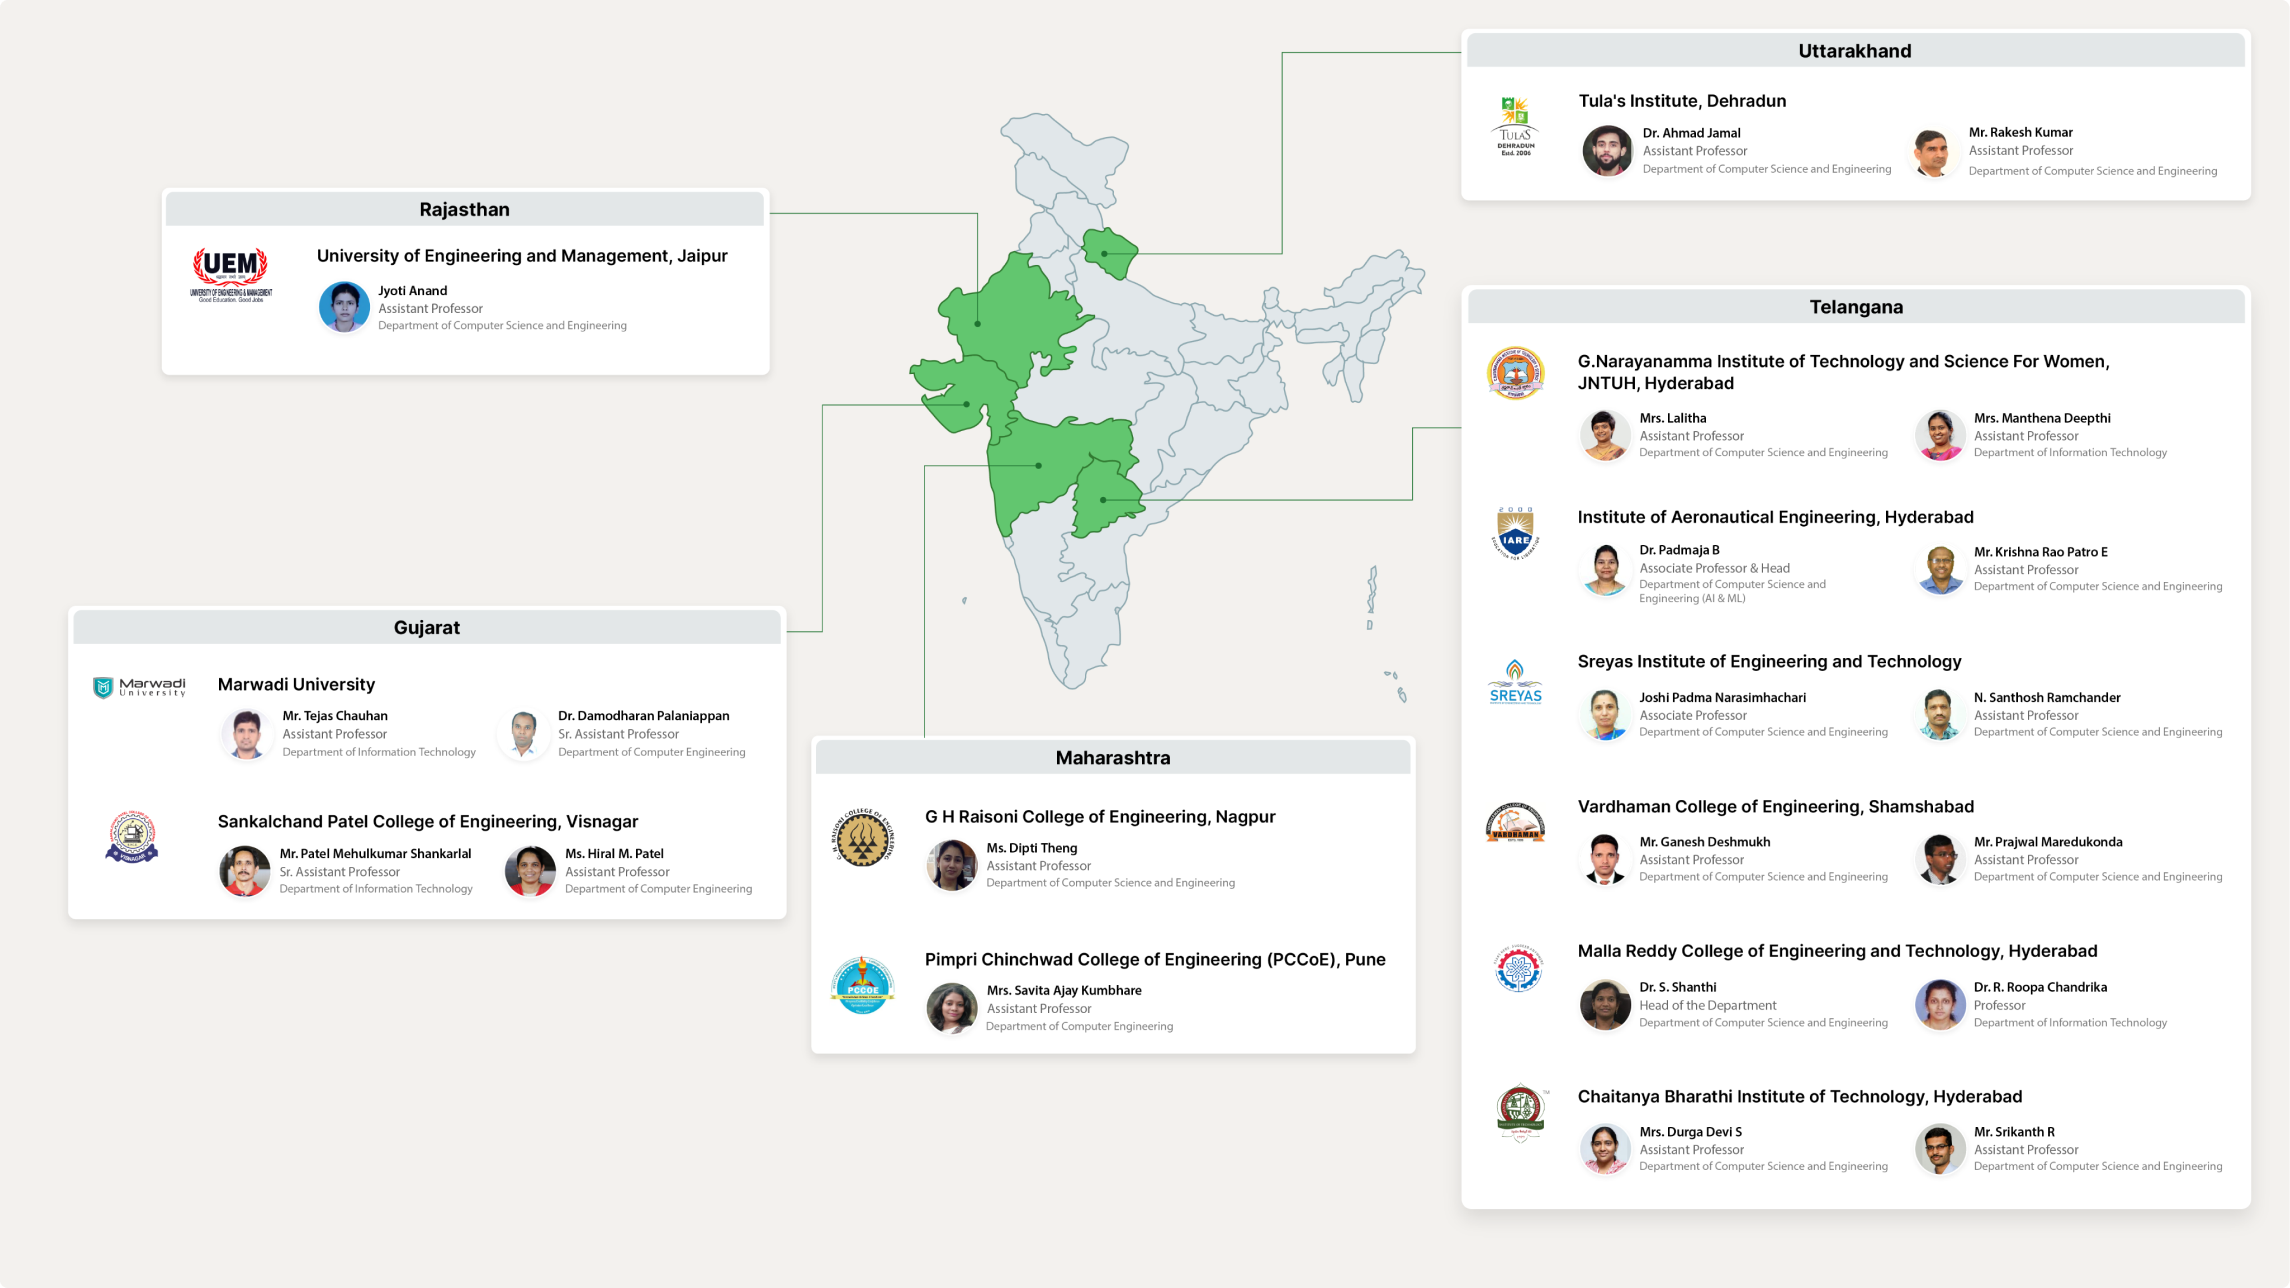 Uttarakhand
TULA'S
DEHRADUN
Estd. 2006
Tula's Institute, Dehradun
Dr. Ahmad Jamal
Assistant Professor
Department of Computer Science and Engineering
Mr. Rakesh Kumar
Assistant Professor
Department of Computer Science and Engineering
Rajasthan
UEM
UNIVERSITY OF ENGINEERING & MANAGEMENT
Good Education. Good Jobs
University of Engineering and Management, Jaipur
Jyoti Anand
Assistant Professor
Department of Computer Science and Engineering
Telangana
G.Narayanamma Institute of Technology and Science For Women,
JNTUH, Hyderabad
Mrs. Lalitha
Assistant Professor
Department of Computer Science and Engineering
Mrs. Manthena Deepthi
Assistant Professor
Department of Information Technology
2000
IARE
EDUCATION FOR LIBERATION
Institute of Aeronautical Engineering, Hyderabad
Dr. Padmaja B
Associate Professor & Head
Department of Computer Science and
Engineering (AI & ML)
Mr. Krishna Rao Patro E
Assistant Professor
Department of Computer Science and Engineering
SREYAS
Sreyas Institute of Engineering and Technology
Joshi Padma Narasimhachari
Associate Professor
Department of Computer Science and Engineering
N. Santhosh Ramchander
Assistant Professor
Department of Computer Science and Engineering
VARDHAMAN
Vardhaman College of Engineering, Shamshabad
Mr. Ganesh Deshmukh
Assistant Professor
Department of Computer Science and Engineering
Mr. Prajwal Maredukonda
Assistant Professor
Department of Computer Science and Engineering
Malla Reddy College of Engineering and Technology, Hyderabad
Dr. S. Shanthi
Head of the Department
Department of Computer Science and Engineering
Dr. R. Roopa Chandrika
Professor
Department of Information Technology
TM
Chaitanya Bharathi Institute of Technology, Hyderabad
Mrs. Durga Devi S
Assistant Professor
Department of Computer Science and Engineering
Mr. Srikanth R
Assistant Professor
Department of Computer Science and Engineering
Gujarat
Marwadi
University
Marwadi University
Mr. Tejas Chauhan
Assistant Professor
Department of Information Technology
Dr. Damodharan Palaniappan
Sr. Assistant Professor
Department of Computer Engineering
VISNAGAR
Sankalchand Patel College of Engineering, Visnagar
Mr. Patel Mehulkumar Shankarlal
Sr. Assistant Professor
Department of Information Technology
Ms. Hiral M. Patel
Assistant Professor
Department of Computer Engineering
Maharashtra
G. H. RAISONI COLLEGE OF ENGINEERING
G H Raisoni College of Engineering, Nagpur
Ms. Dipti Theng
Assistant Professor
Department of Computer Science and Engineering
PCCOE
Pimpri Chinchwad College of Engineering (PCCoE), Pune
Mrs. Savita Ajay Kumbhare
Assistant Professor
Department of Computer Engineering